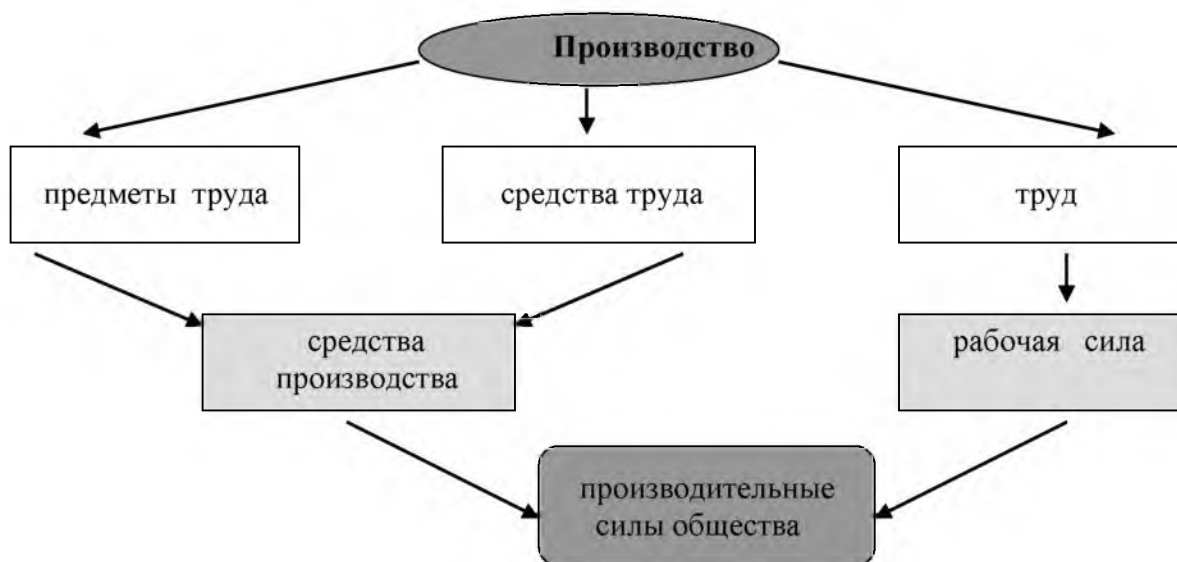 Производство
предметы труда
средства труда
труд
средства
производства
рабочая сила
производительные
силы общества